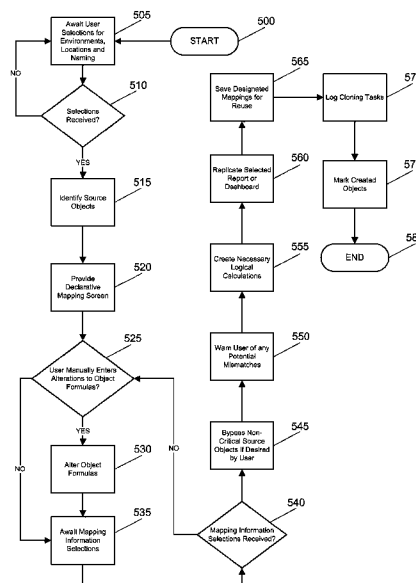 START
500
505
Await User
Selections for
Environments,
Locations and
Naming
NO
510
Selections
Received?
YES
515
Identify Source
Objects
520
Provide
Declarative
Mapping Screen
525
User Manually Enters
Alterations to Object
Formulas?
YES
NO
530
Alter Object
Formulas
535
Await Mapping
Information
Selections
540
Mapping Information
Selections Received?
NO
545
Bypass Non-
Critical Source
Objects if Desired
by User
550
Warn User of any
Potential
Mismatches
555
Create Necessary
Logical
Calculations
560
Replicate Selected
Report or
Dashboard
565
Save Designated
Mappings for
Reuse
57
Log Cloning Tasks
57
Mark Created
Objects
58
END